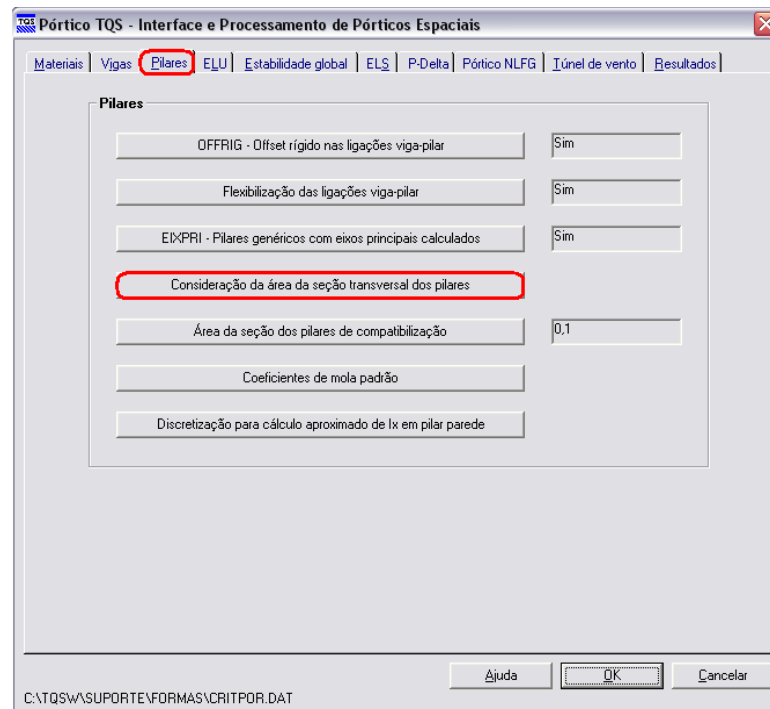 TQS Pórtico TQS - Interface e Processamento de Pórticos Espaciais
Materiais Vigas Pilares ELU Estabilidade global ELS P-Delta Pórtico NLFG Túnel de vento Resultados
Pilares
OFFRIG - Offset rígido nas ligações viga-pilar Sim
Flexibilização das ligações viga-pilar Sim
EIXPRI - Pilares genéricos com eixos principais calculados Sim
Consideração da área da seção transversal dos pilares
Área da seção dos pilares de compatibilização 0,1
Coeficientes de mola padrão
Discretização para cálculo aproximado de Ix em pilar parede
Ajuda OK Cancelar
C:\TQSW\SUPORTE\FORMAS\CRITPOR.DAT